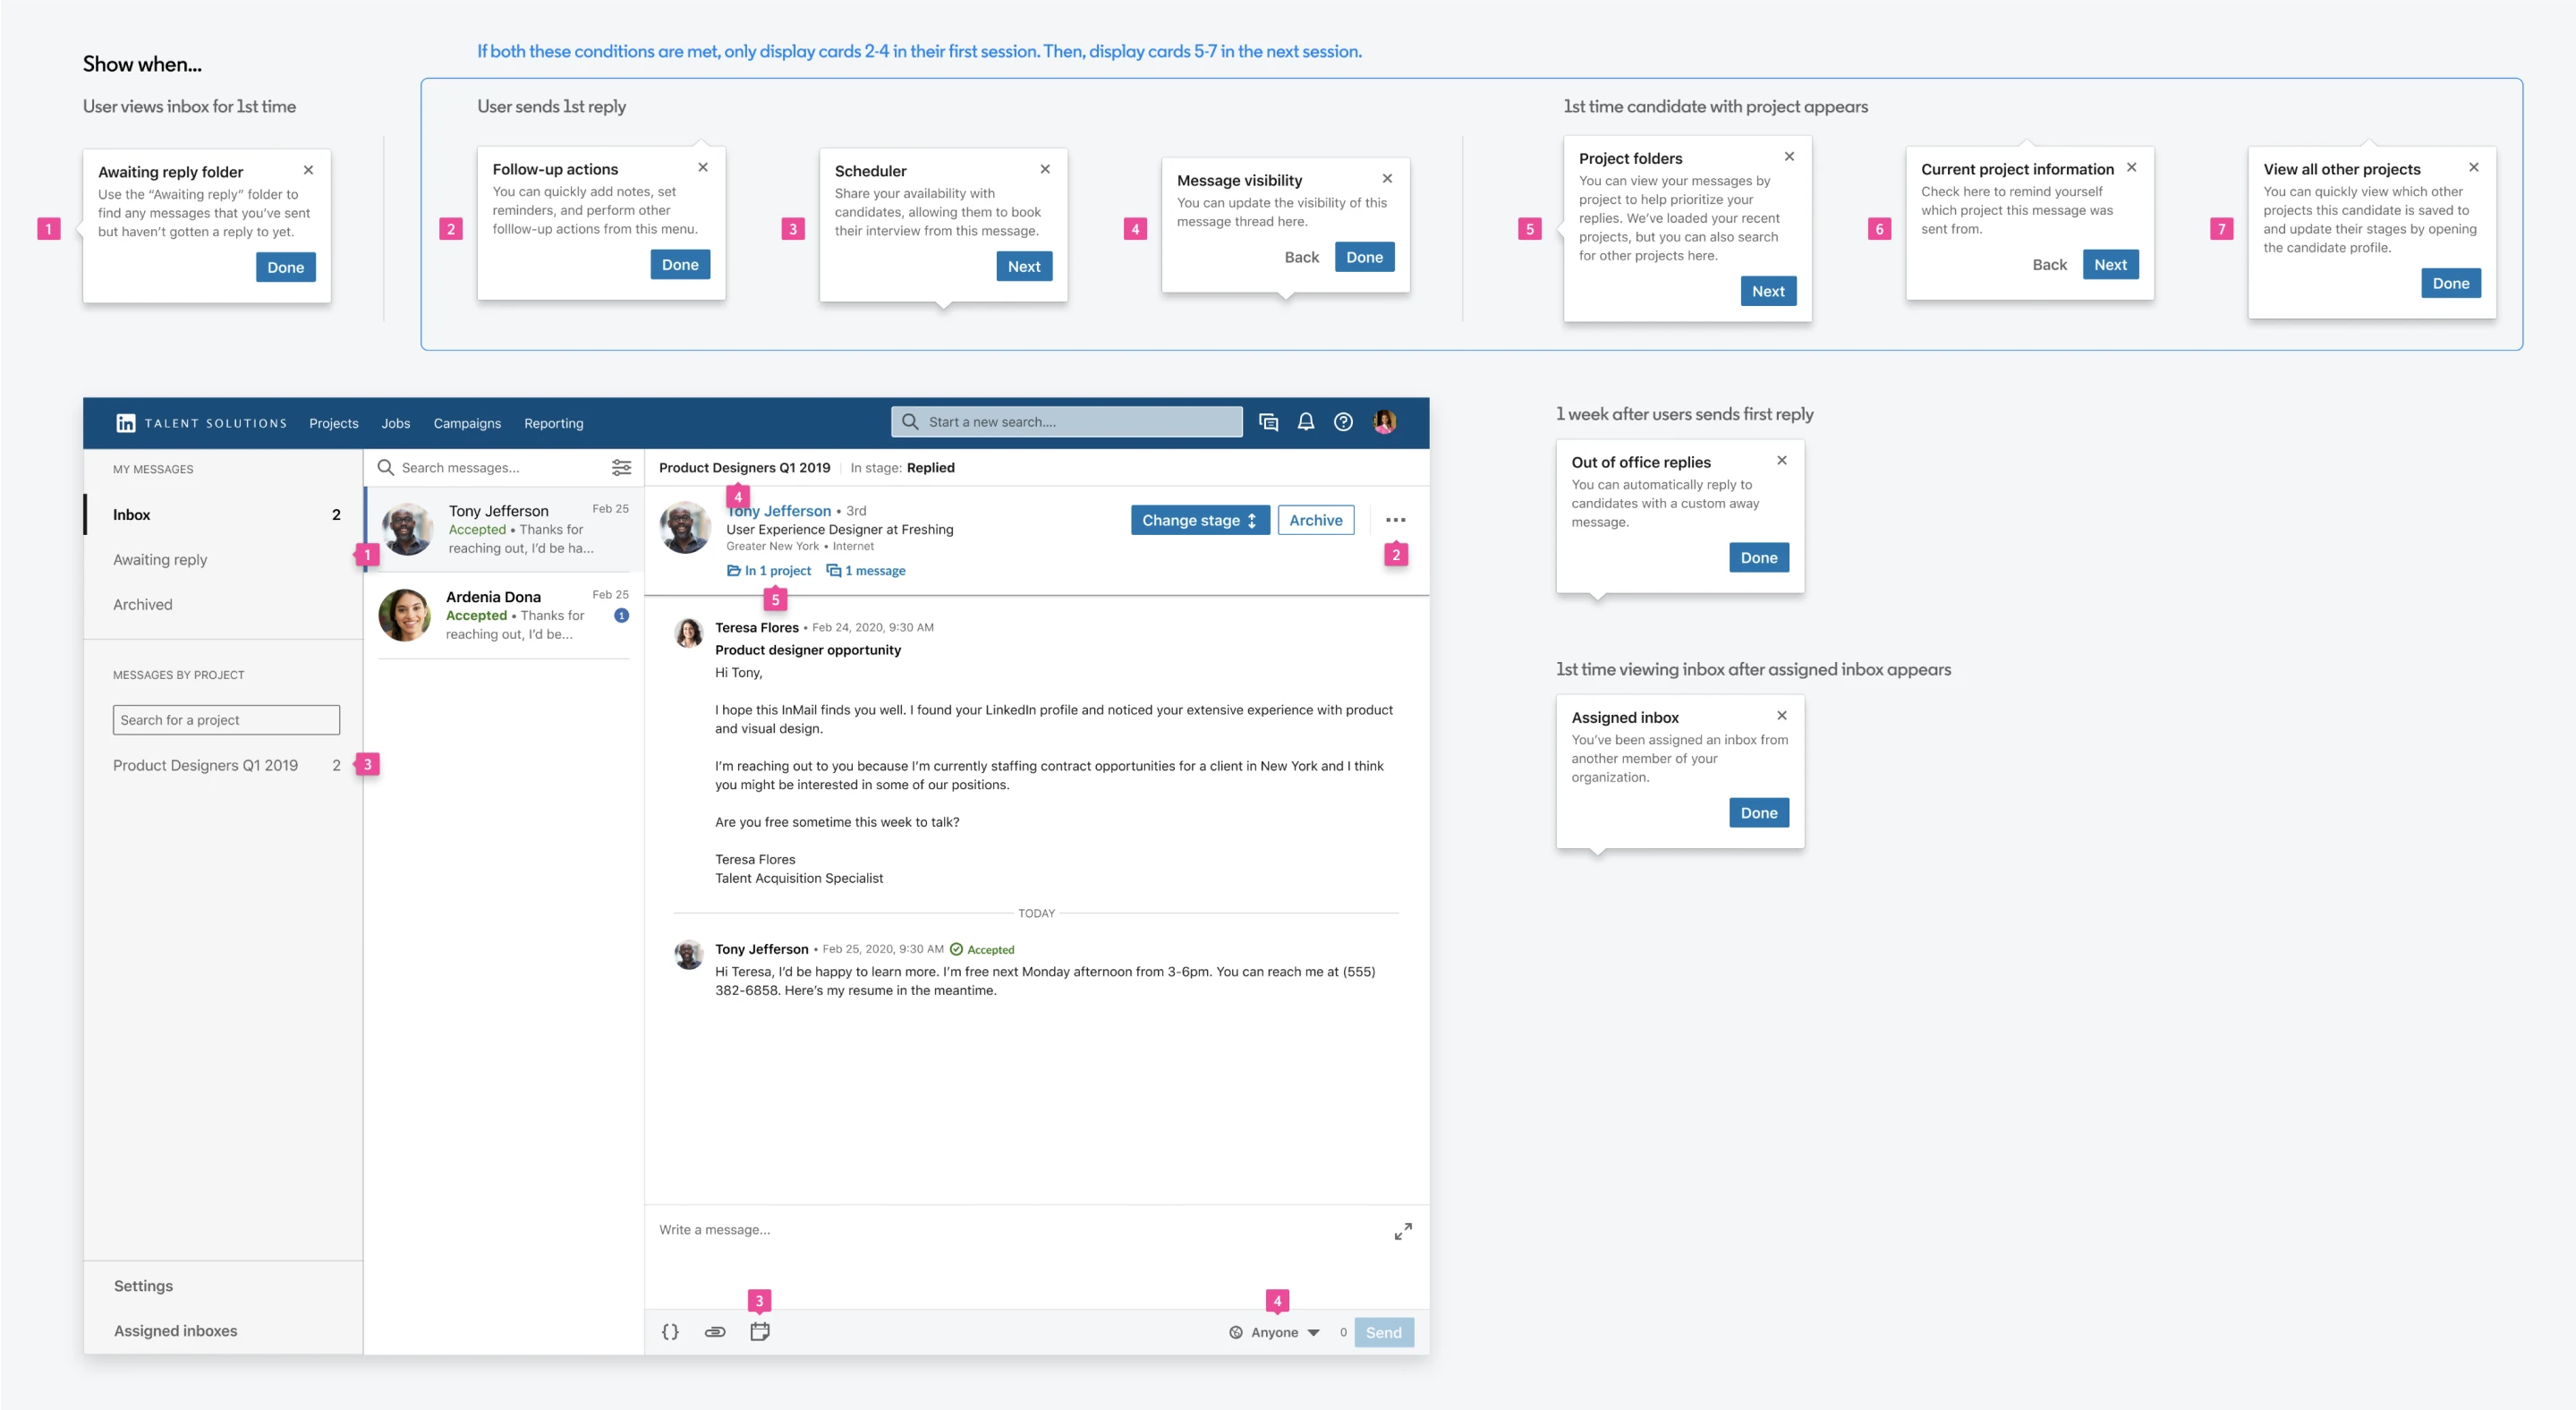 If both these conditions are met, only display cards 2-4 in their first session. Then, display cards 5-7 in the next session.
Show when...
User views inbox for 1st time
User sends 1st reply
1st time candidate with project appears
1
Awaiting reply folder
Use the “Awaiting reply” folder to
find any messages that you’ve sent
but haven’t gotten a reply to yet.
Done
2
Follow-up actions
You can quickly add notes, set
reminders, and perform other
folllow-up actions from this menu.
Done
3
Scheduler
Share your availability with
candidates, allowing them to book
their interview from this message.
Next
4
Message visibility
You can update the visibility of this
message thread here.
Back Done
5
Project folders
You can view your messages by
project to help prioritize your
replies. We’ve loaded your recent
projects, but you can also search
for other projects here.
Next
6
Current project information
Check here to remind yourself
which project this message was
sent from.
Back Next
7
View all other projects
You can quickly view which other
projects this candidate is saved to
and update their stages by opening
the candidate profile.
Done
in TALENT SOLUTIONS Projects Jobs Campaigns Reporting Start a new search....
MY MESSAGES
Inbox 2
Awaiting reply
1
Archived
MESSAGES BY PROJECT
Search for a project
Product Designers Q1 2019 2
3
Settings
Assigned inboxes
Search messages...
Tony Jefferson Feb 25
Accepted • Thanks for
reaching out, I’d be ha...
Ardenia Dona Feb 25
Accepted • Thanks for 1
reaching out, I’d be...
Product Designers Q1 2019 In stage: Replied
4
Tony Jefferson • 3rd
User Experience Designer at Freshing
Greater New York • Internet
In 1 project 1 message
5
Change stage Archive
2
Teresa Flores • Feb 24, 2020, 9:30 AM
Product designer opportunity
Hi Tony,
I hope this InMail finds you well. I found your LinkedIn profile and noticed your extensive experience with product
and visual design.
I’m reaching out to you because I’m currently staffing contract opportunities for a client in New York and I think
you might be interested in some of our positions.
Are you free sometime this week to talk?
Teresa Flores
Talent Acquisition Specialist
TODAY
Tony Jefferson • Feb 25, 2020, 9:30 AM Accepted
Hi Teresa, I’d be happy to learn more. I’m free next Monday afternoon from 3-6pm. You can reach me at (555)
382-6858. Here’s my resume in the meantime.
Write a message...
3
4
{} Anyone 0 Send
1 week after users sends first reply
Out of office replies
You can automatically reply to
candidates with a custom away
message.
Done
1st time viewing inbox after assigned inbox appears
Assigned inbox
You’ve been assigned an inbox from
another member of your
organization.
Done